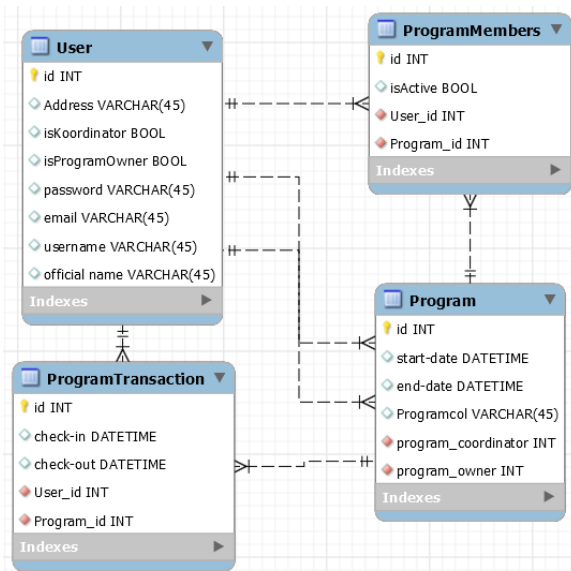 User
id INT
Address VARCHAR(45)
isKoordinator BOOL
isProgramOwner BOOL
password VARCHAR(45)
email VARCHAR(45)
username VARCHAR(45)
official name VARCHAR(45)
Indexes
ProgramMembers
id INT
isActive BOOL
User_id INT
Program_id INT
Indexes
ProgramTransaction
id INT
check-in DATETIME
check-out DATETIME
User_id INT
Program_id INT
Indexes
Program
id INT
start-date DATETIME
end-date DATETIME
Programcol VARCHAR(45)
program_coordinator INT
program_owner INT
Indexes